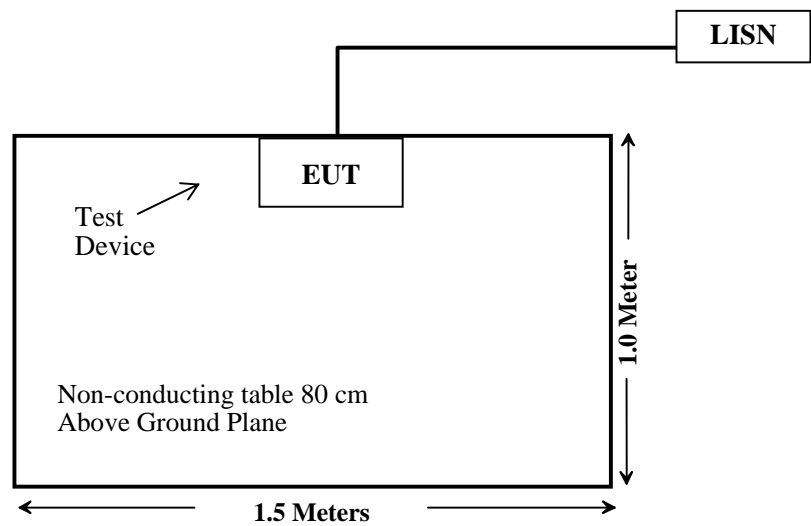 LISN
EUT
Test
Device
1.0 Meter
Non-conducting table 80 cm
Above Ground Plane
1.5 Meters